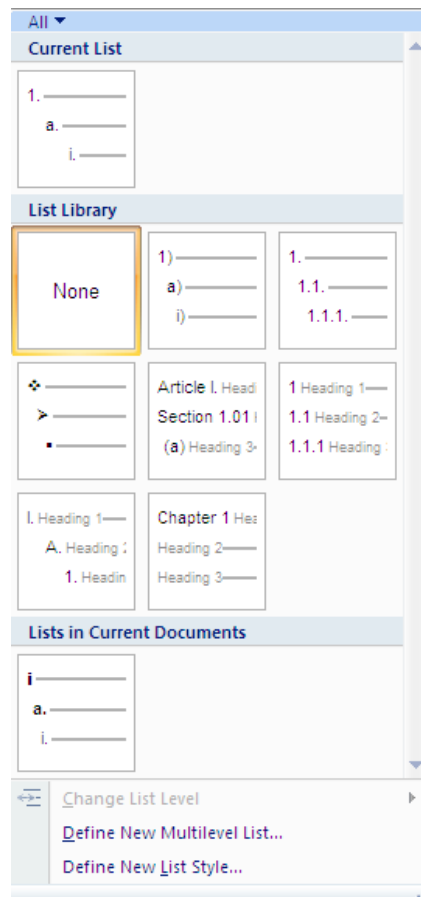 All
Current List
1.
a.
i.
List Library
None
1)
a)
i)
1.
1.1.
1.1.1.
Article I. Headi
Section 1.01
(a) Heading 3
1 Heading 1
1.1 Heading 2
1.1.1 Heading
I. Heading 1
A. Heading
1. Headin
Chapter 1 Hea
Heading 2
Heading 3
Lists in Current Documents
i
a.
i.
Change List Level
Define New Multilevel List...
Define New List Style...